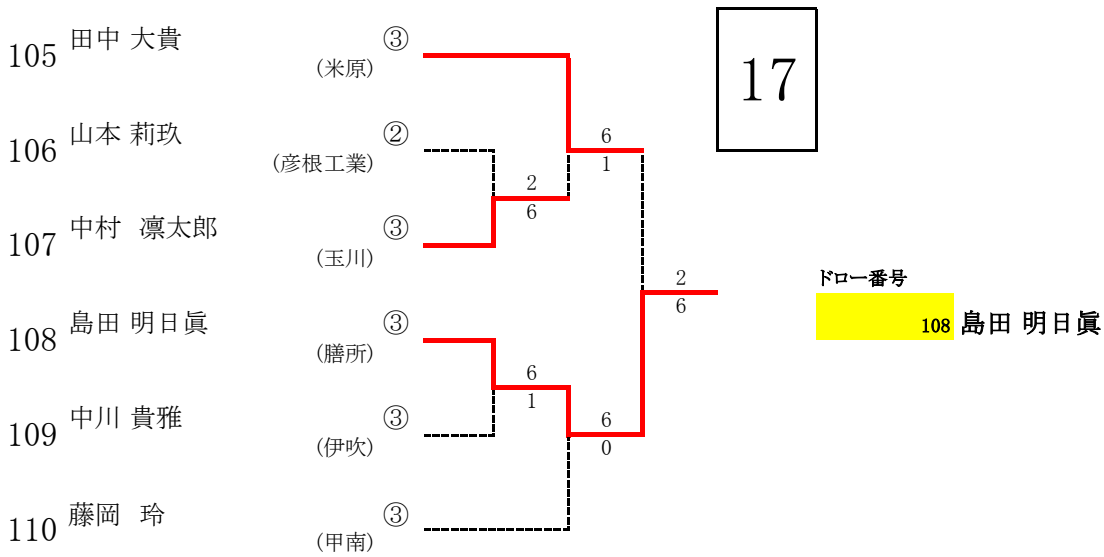 17
105 田中 大貴 ③
(米原)
106 山本 莉玖 ②
(彦根工業)
6
1
2
6
107 中村 凛太郎 ③
(玉川)
2
6
ドロー番号
108 島田 明日眞
108 島田 明日眞 ③
(膳所)
6
1
109 中川 貴雅 ③
(伊吹)
6
0
110 藤岡 玲 ③
(甲南)